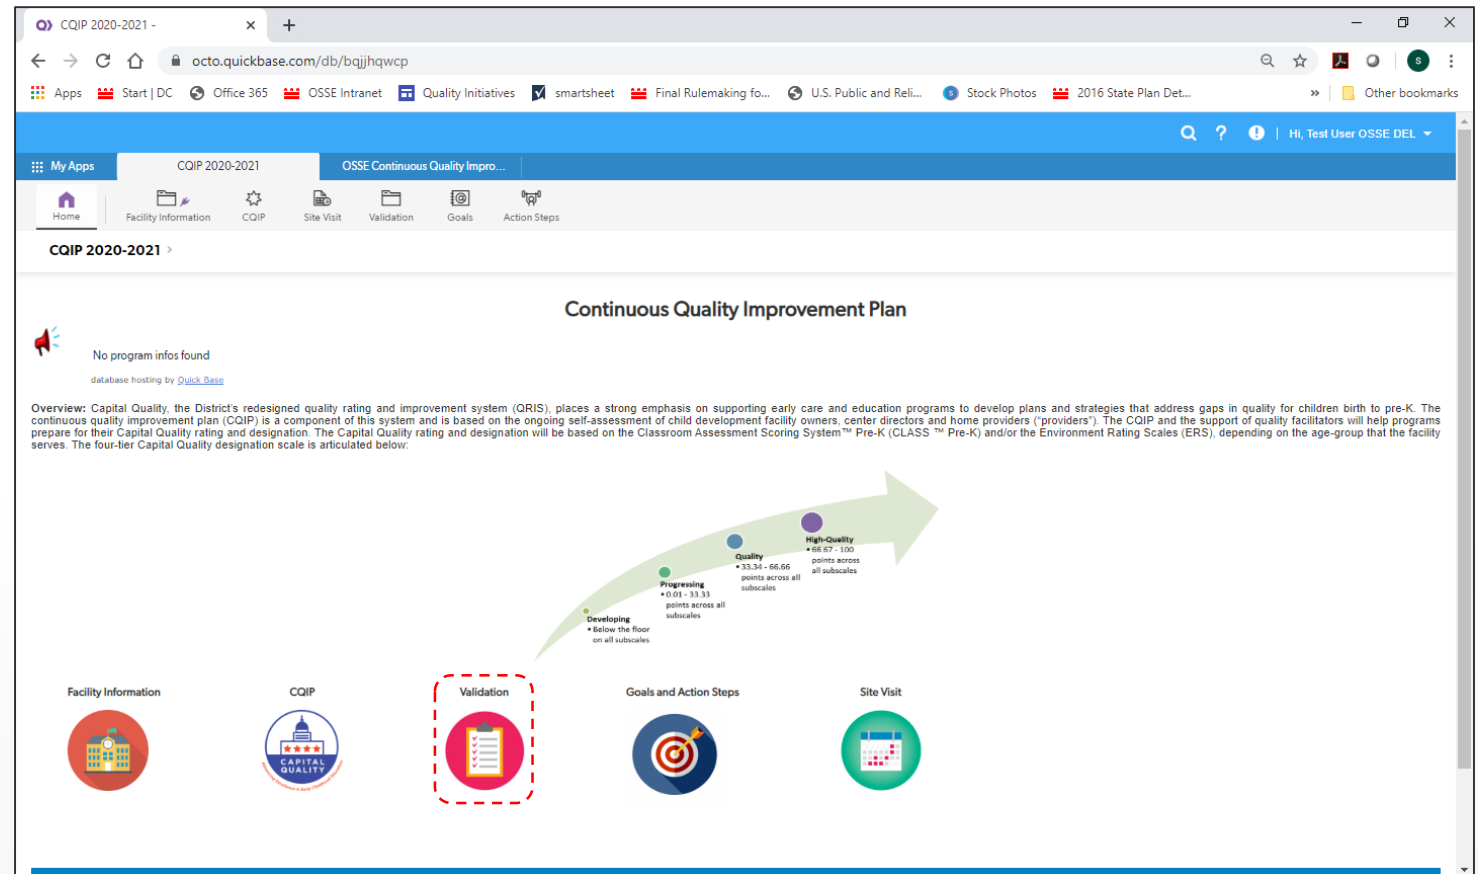 CQIP 2020-2021 -
octo.quickbase.com/db/bqjjhqwcp
S
Apps Start | DC Office 365 OSSE Intranet Quality Initiatives smartsheet Final Rulemaking fo... U.S. Public and Reli... S Stock Photos 2016 State Plan Det... » Other bookmarks
? ! | Hi, Test User OSSE DEL
My Apps CQIP 2020-2021 OSSE Continuous Quality Impro...
Home Facility Information CQIP Site Visit Validation Goals Action Steps
CQIP 2020-2021 >
Continuous Quality Improvement Plan
No program infos found
database hosting by Quick Base
Overview: Capital Quality, the District's redesigned quality rating and improvement system (QRIS), places a strong emphasis on supporting early care and education programs to develop plans and strategies that address gaps in quality for children birth to pre-K. The
continuous quality improvement plan (CQIP) is a component of this system and is based on the ongoing self-assessment of child development facility owners, center directors and home providers ("providers"). The CQIP and the support of quality facilitators will help programs
prepare for their Capital Quality rating and designation. The Capital Quality rating and designation will be based on the Classroom Assessment Scoring System™ Pre-K (CLASS ™ Pre-K) and/or the Environment Rating Scales (ERS), depending on the age-group that the facility
serves. The four-tier Capital Quality designation scale is articulated below:
High-Quality
• 66.67 - 100
points across
all subscales
Quality
• 33.34 - 66.66
points across all
subscales
Progressing
• 0.01 - 33.33
points across all
subscales
Developing
• Below the floor
on all subscales
Facility Information CQIP Validation Goals and Action Steps Site Visit
CAPITAL
QUALITY